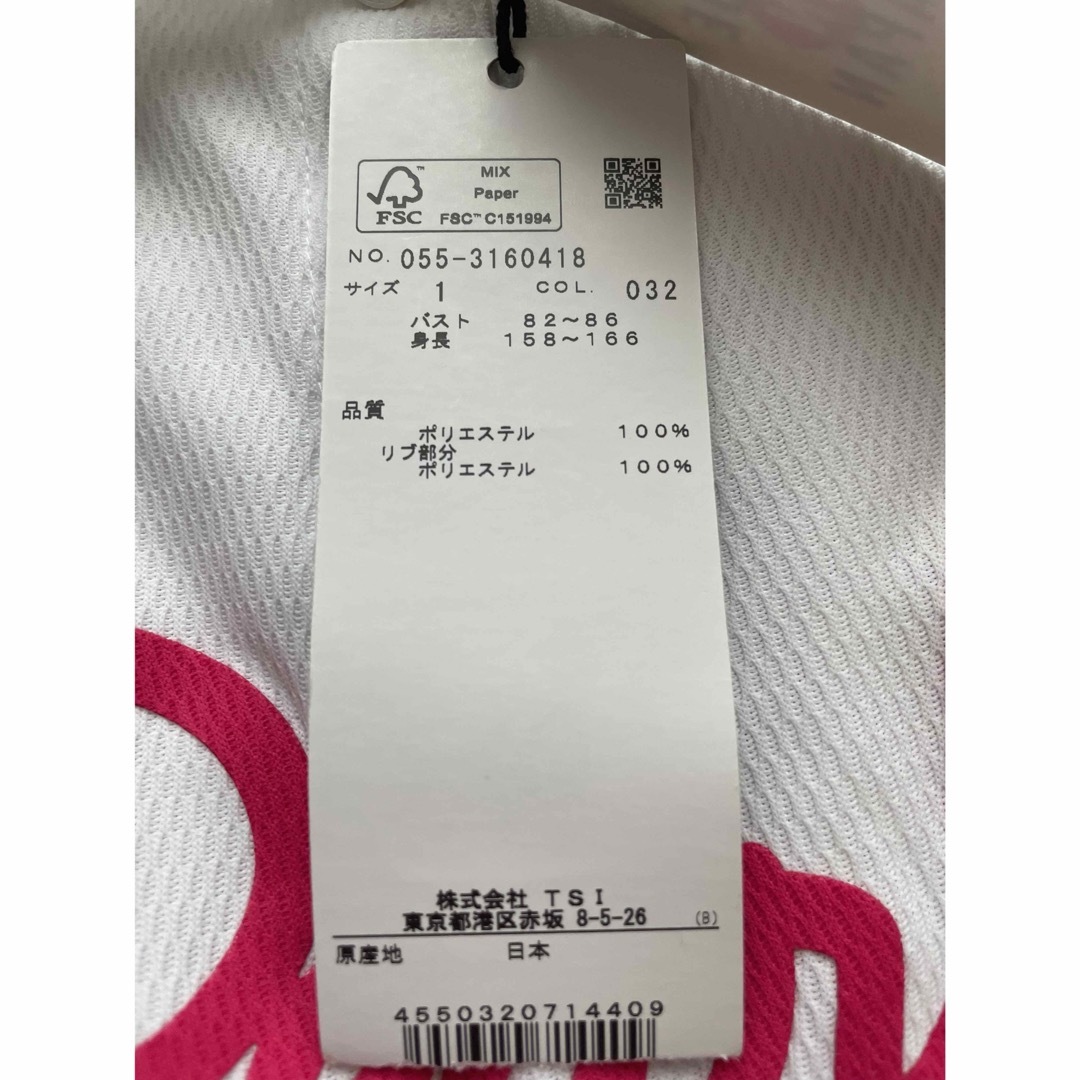 MIX
Paper
FSC™ C151994
FSC
NO. 055-3160418
サイズ 1 COL. 032
バスト 82〜86
身長 158〜166
品質
ポリエステル 100%
リブ部分
ポリエステル 100%
株式会社 TSI
東京都港区赤坂 8-5-26 (B)
原産地 日本
4550320714409